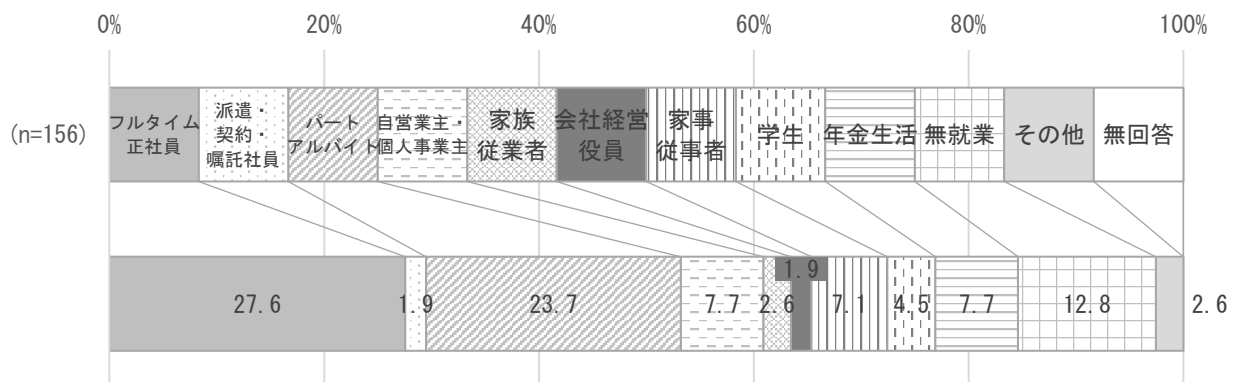 0% 20% 40% 60% 80% 100%
(n=156)
フルタイム
正社員
派遣・
契約・
嘱託社員
パート
アルバイト
自営業主・
個人事業主
家族
従業者
会社経営
役員
家事
従事者
学生
年金生活
無就業
その他
無回答
27.6 1.9 23.7 7.7 2.6 1.9 7.1 4.5 7.7 12.8 2.6